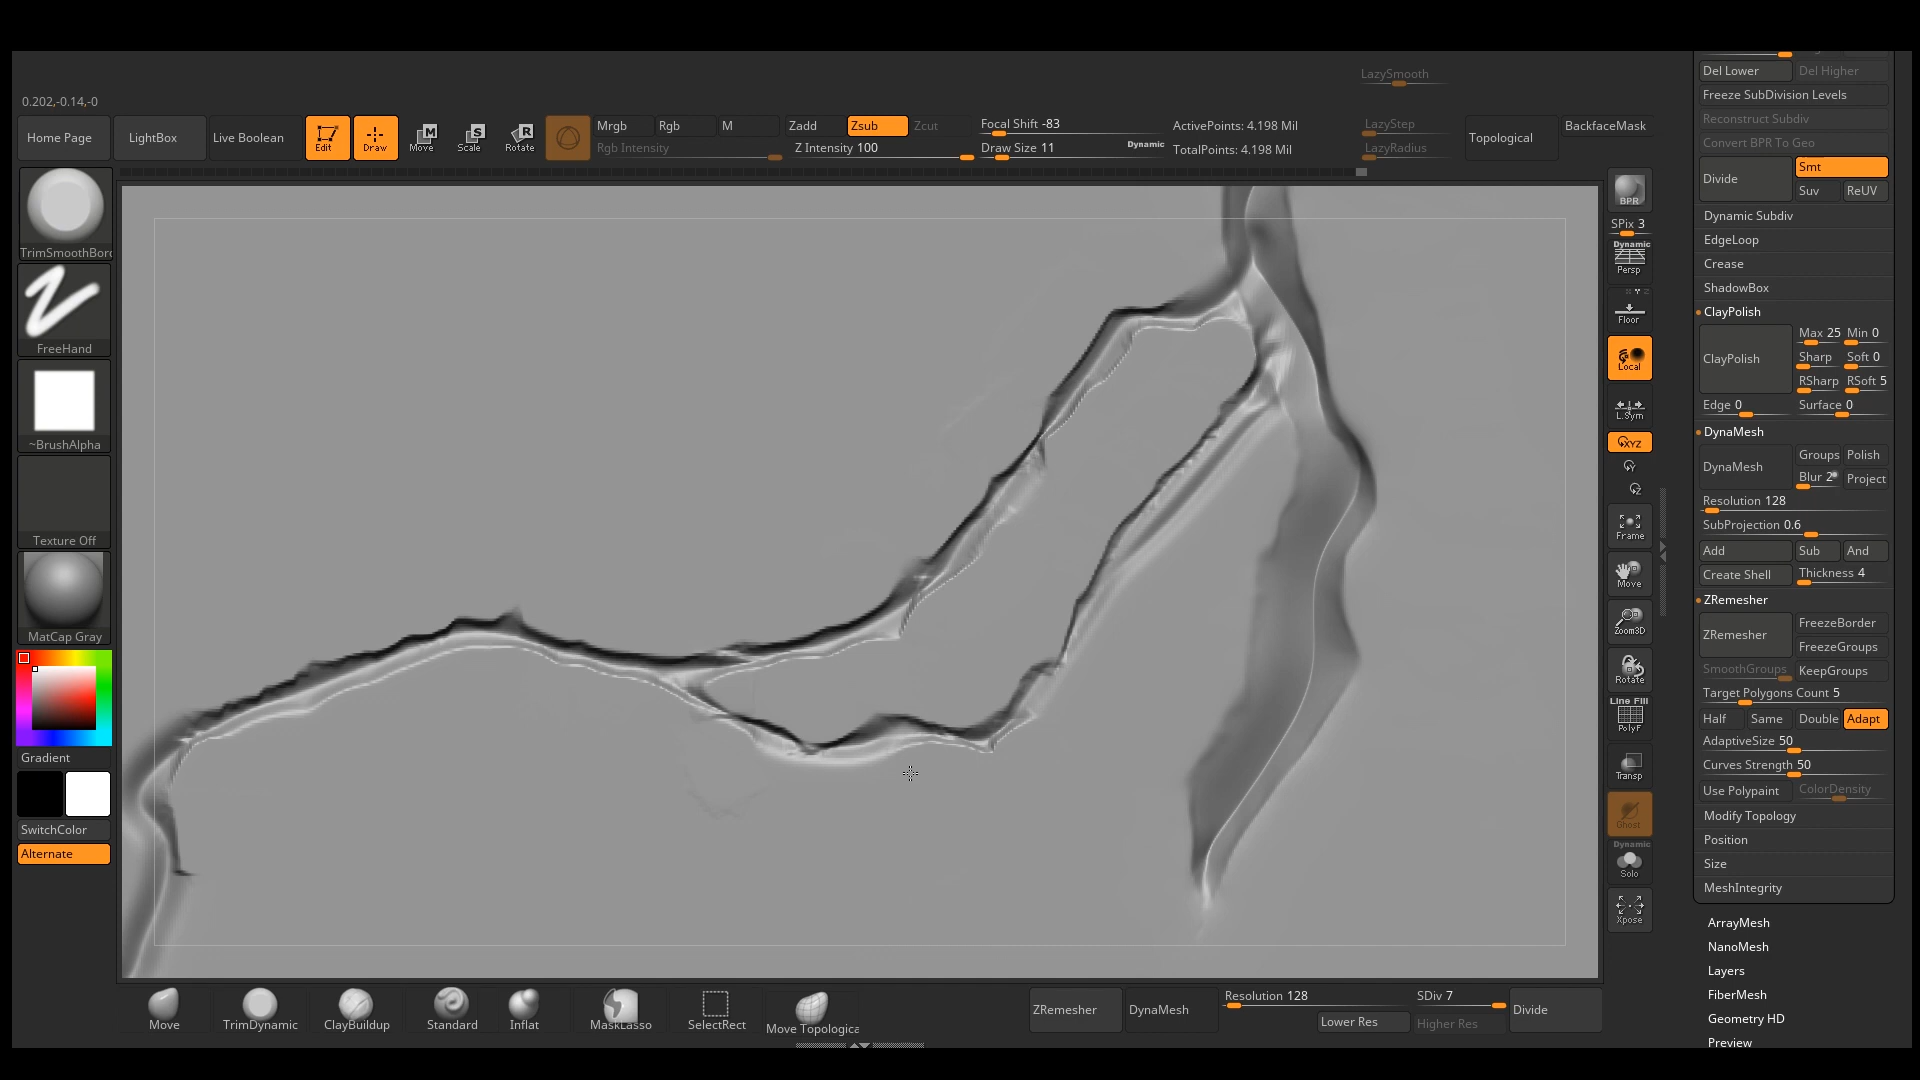 LazySmooth
0.202,-0.14,-0
Home Page
LightBox
Live Boolean
Edit
Draw
M
Move
S
Scale
R
Rotate
Mrgb
Rgb
M
Rgb Intensity
Zadd
Zsub
Zcut
Z Intensity 100
Focal Shift -83
Draw Size 11
Dynamic
ActivePoints: 4.198 Mil
TotalPoints: 4.198 Mil
LazyStep
LazyRadius
Topological
BackfaceMask
TrimSmoothBord
FreeHand
~BrushAlpha
Texture Off
MatCap Gray
Gradient
SwitchColor
Alternate
BPR
SPix 3
Dynamic
Persp
Floor
Local
L.Sym
XYZ
Y
Z
Frame
Move
Zoom3D
Rotate
Line Fill
PolyF
Transp
Ghost
Dynamic
Solo
Xpose
Del Lower
Del Higher
Freeze SubDivision Levels
Reconstruct Subdiv
Convert BPR To Geo
Divide
Smt
Suv
ReUV
Dynamic Subdiv
EdgeLoop
Crease
ShadowBox
ClayPolish
ClayPolish
Max 25
Min 0
Sharp
Soft 0
RSharp
RSoft 5
Edge 0
Surface 0
DynaMesh
DynaMesh
Groups
Polish
Blur 2
Project
Resolution 128
SubProjection 0.6
Add
Sub
And
Create Shell
Thickness 4
ZRemesher
ZRemesher
FreezeBorder
FreezeGroups
SmoothGroups
KeepGroups
Target Polygons Count 5
Half
Same
Double
Adapt
AdaptiveSize 50
Curves Strength 50
Use Polypaint
ColorDensity
Modify Topology
Position
Size
MeshIntegrity
ArrayMesh
NanoMesh
Layers
FiberMesh
Geometry HD
Preview
Move
TrimDynamic
ClayBuildup
Standard
Inflat
MaskLasso
SelectRect
Move Topologica
ZRemesher
DynaMesh
Resolution 128
Lower Res
SDiv 7
Higher Res
Divide